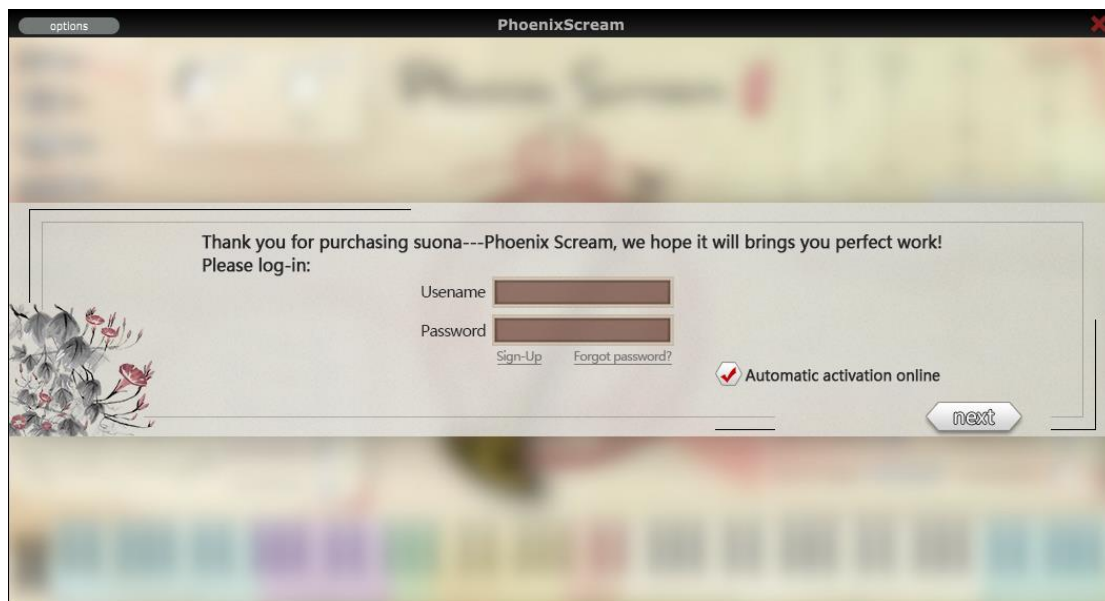 options
PhoenixScream
Thank you for purchasing suona---Phoenix Scream, we hope it will brings you perfect work!
Please log-in:
Usename
Password
Sign-Up Forgot password?
Automatic activation online
next